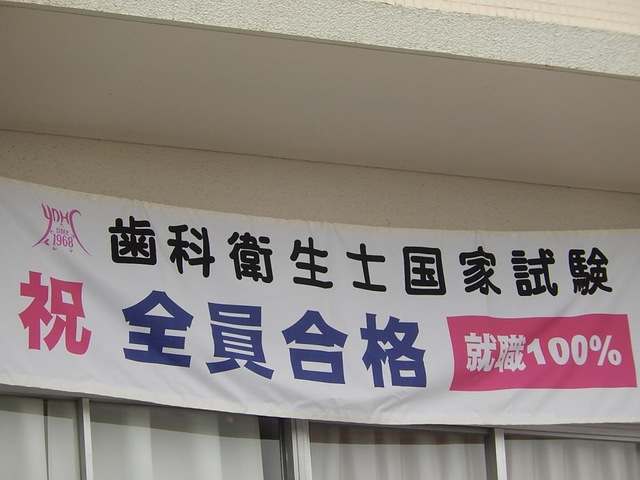 YDHC
since
1968
歯科衛生士国家試験
祝 全員合格
就職100%